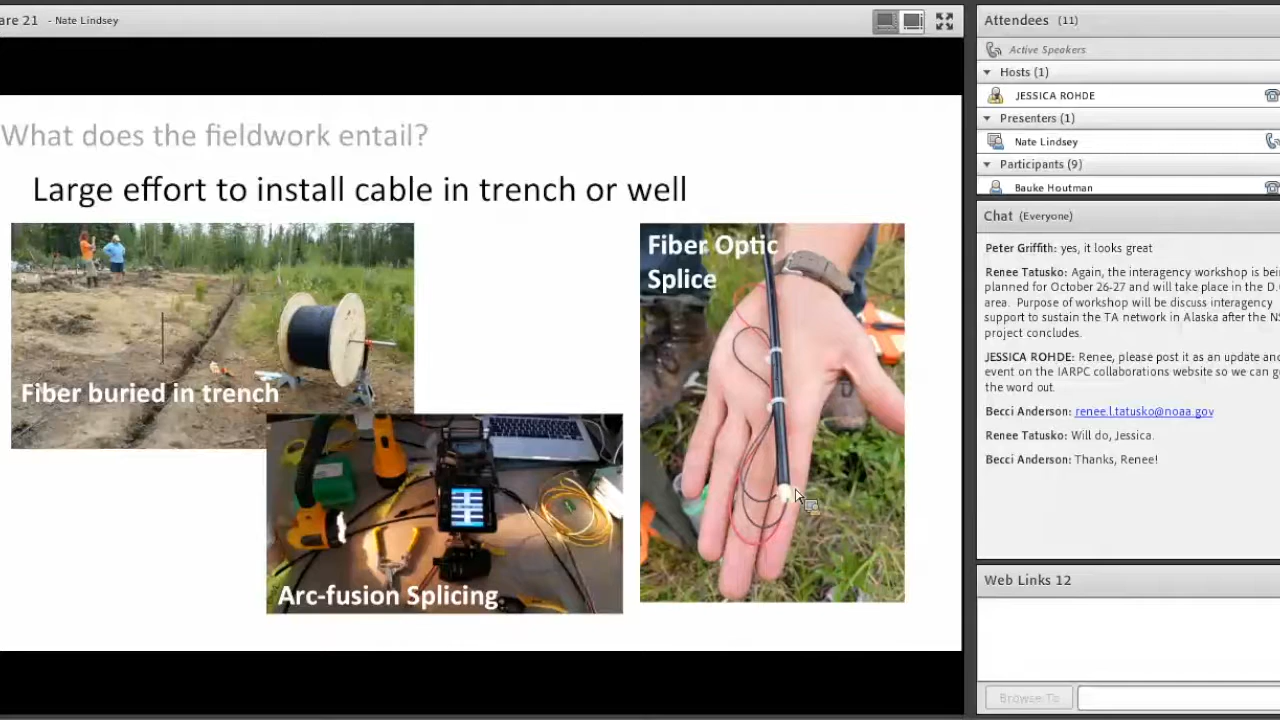 are 21 - Nate Lindsey
What does the fieldwork entail?
Large effort to install cable in trench or well
Fiber buried in trench
Arc-fusion Splicing
Fiber Optic
Splice
Attendees (11)
Active Speakers
Hosts (1)
JESSICA ROHDE
Presenters (1)
Nate Lindsey
Participants (9)
Bauke Houtman
Chat (Everyone)
Peter Griffith: yes, it looks great
Renee Tatusko: Again, the interagency workshop is bei
planned for October 26-27 and will take place in the D.
area. Purpose of workshop will be discuss interagency
support to sustain the TA network in Alaska after the NS
project concludes.
JESSICA ROHDE: Renee, please post it as an update an
event on the IARPC collaborations website so we can g
the word out.
Becci Anderson: renee.l.tatusko@noaa.gov
Renee Tatusko: Will do, Jessica.
Becci Anderson: Thanks, Renee!
Web Links 12
Browse To